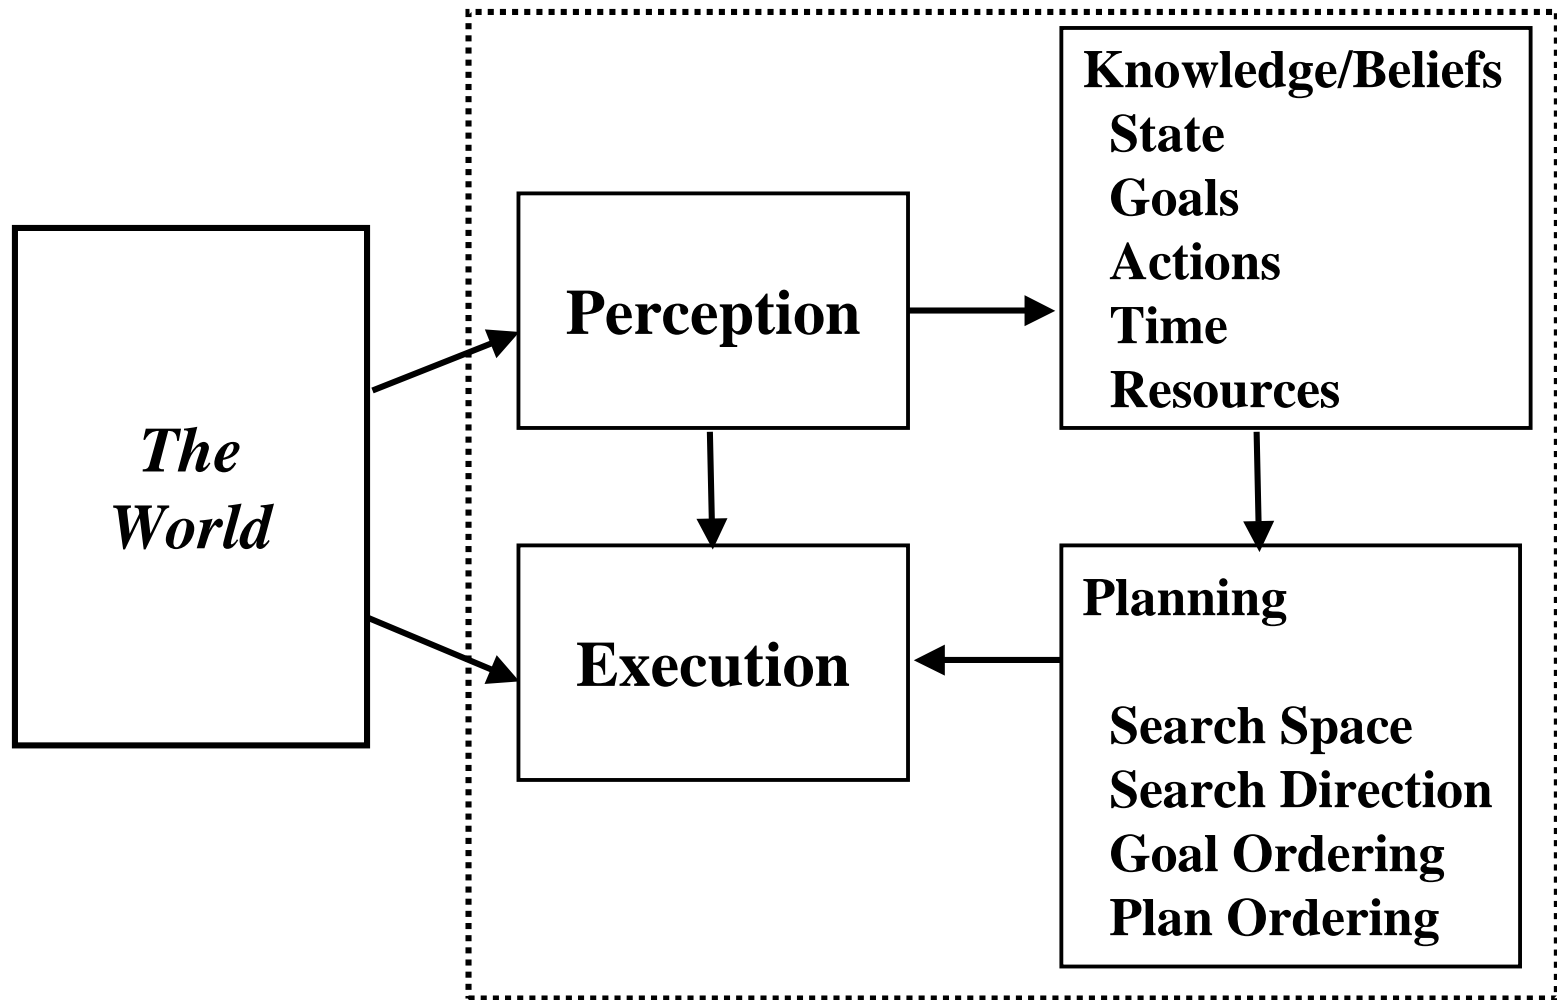 The
World
Perception
Execution
Knowledge/Beliefs
State
Goals
Actions
Time
Resources
Planning
Search Space
Search Direction
Goal Ordering
Plan Ordering